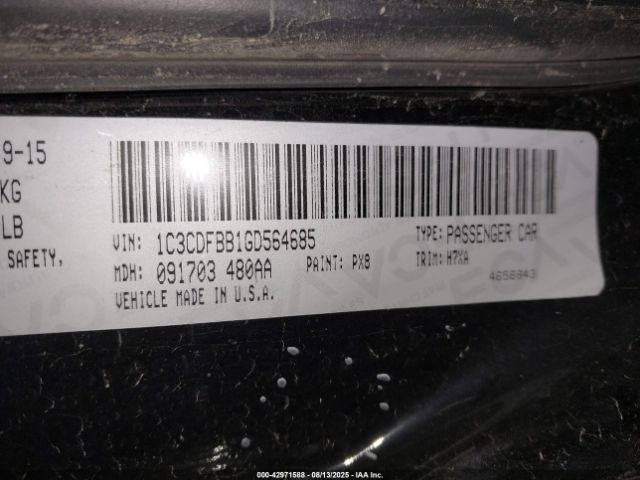 9-15
KG
LB
SAFETY,
VIN: 1C3CDFBB1GD564685
TYPE: PASSENGER CAR
MDH: 091703 480AA
PAINT: PX8
TRIM: H7XA
VEHICLE MADE IN U.S.A.
4658843
000-42971588 - 08/13/2025 - IAA Inc.